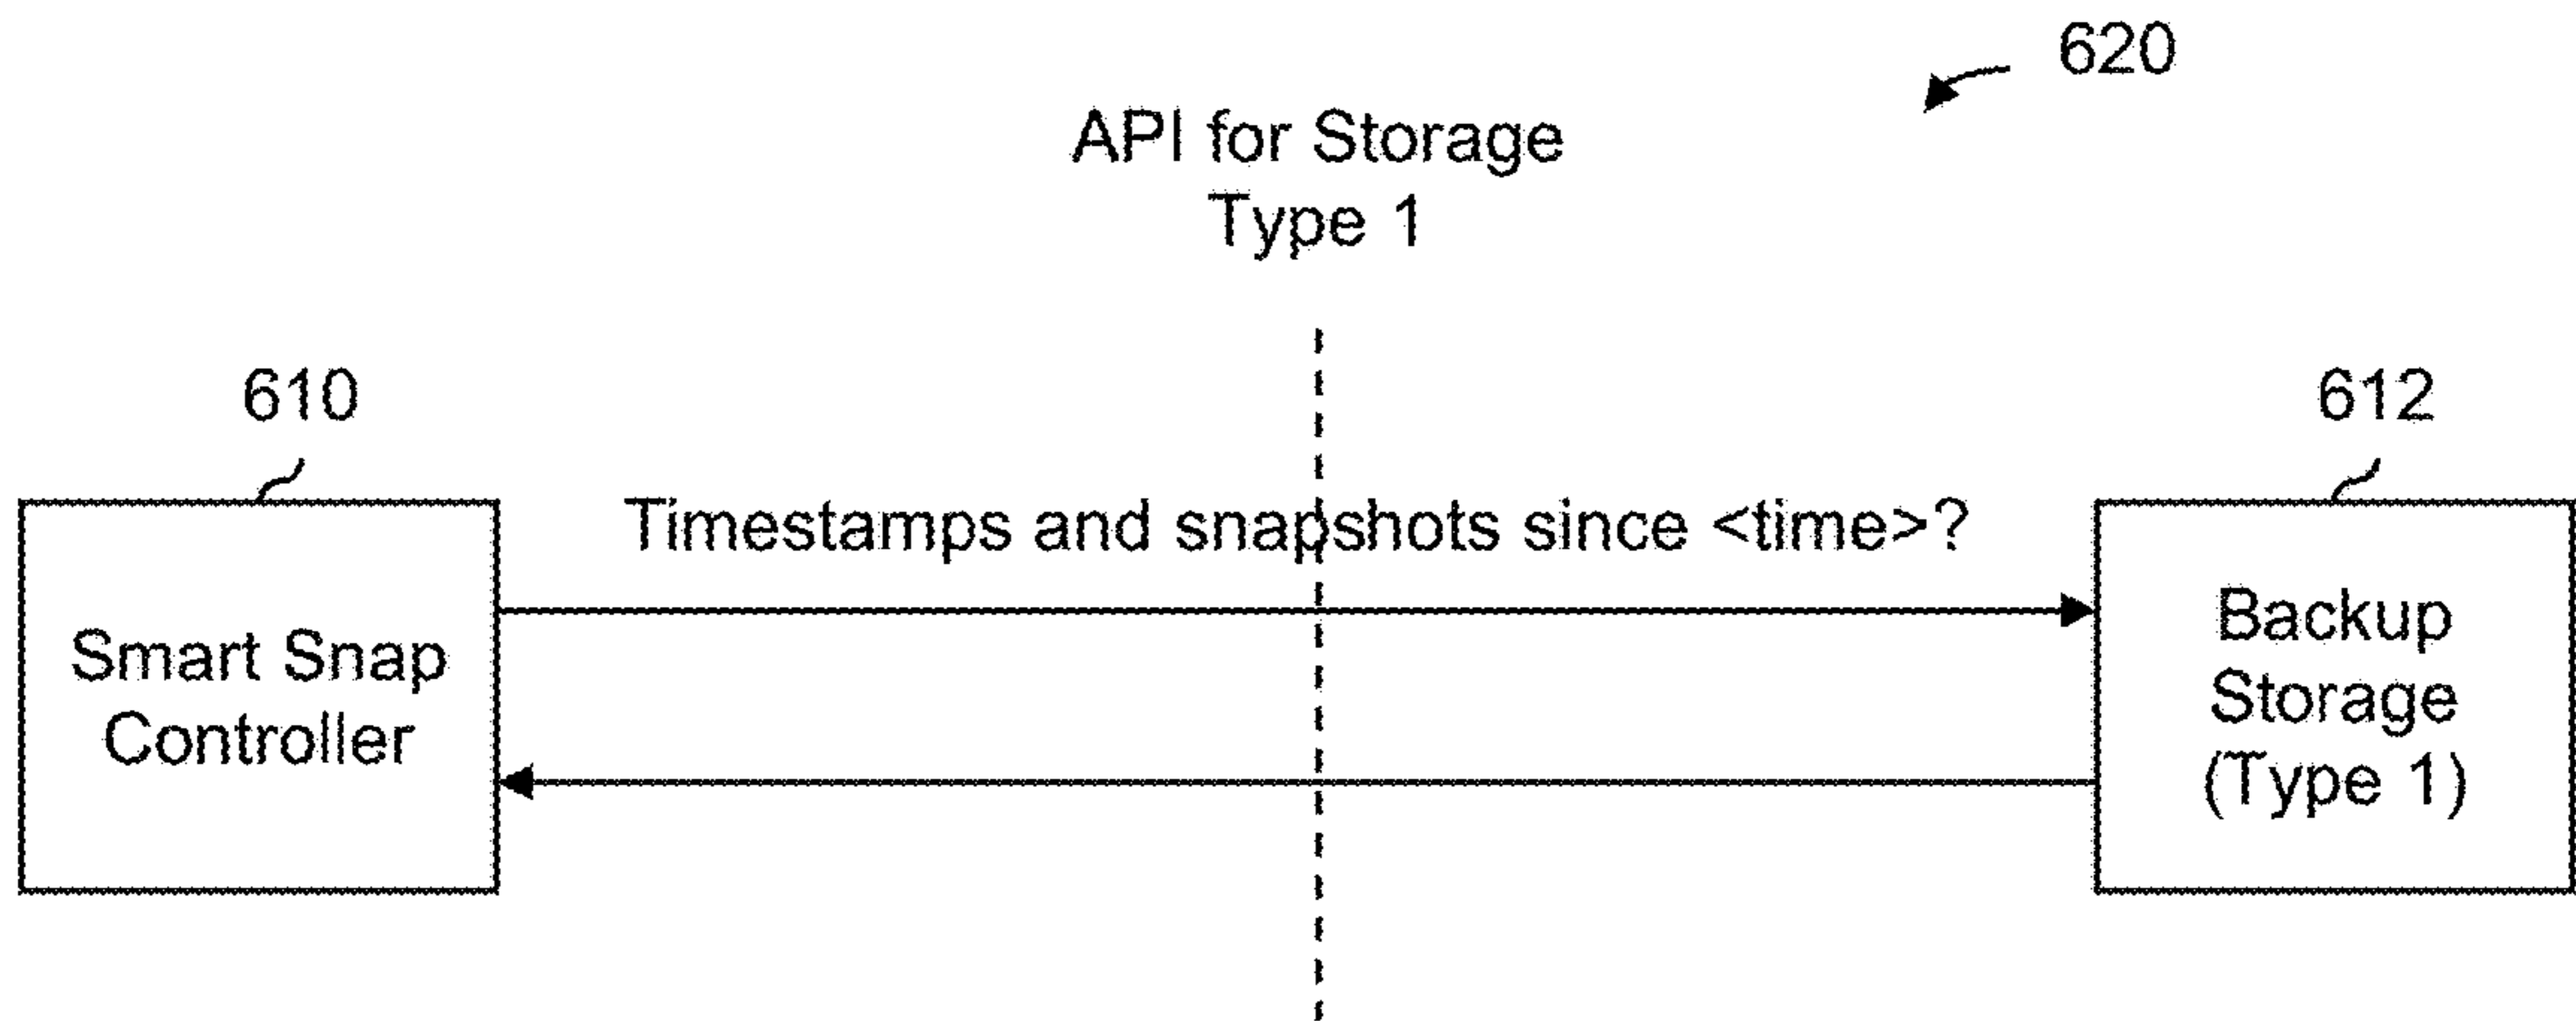 620
API for Storage
Type 1
610
612
Timestamps and snapshots since <time>?
Smart Snap
Controller
Backup
Storage
(Type 1)